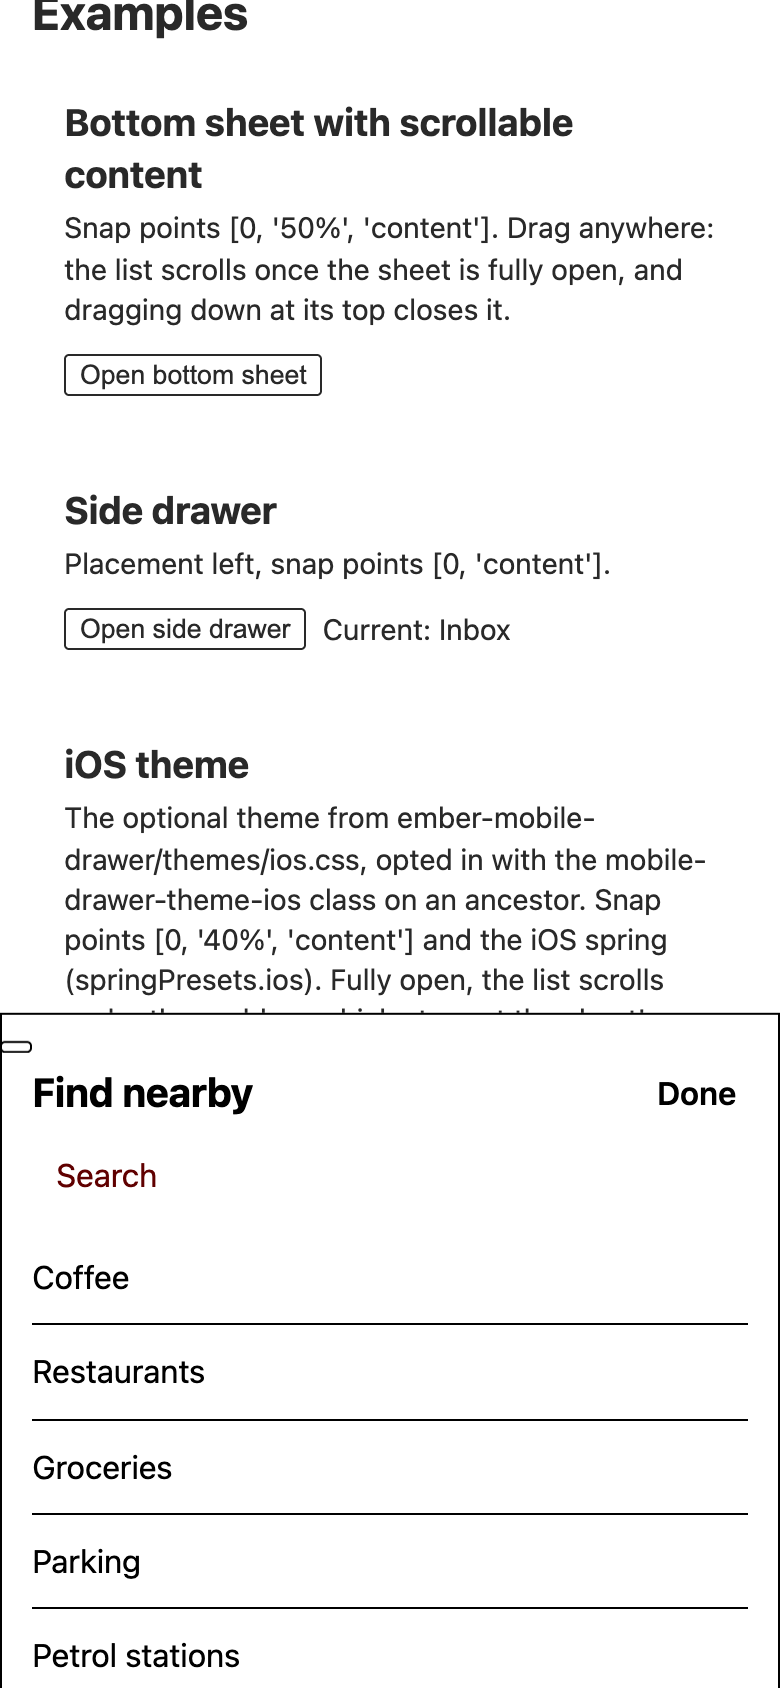 Examples
Bottom sheet with scrollable
content
Snap points [0, '50%', 'content']. Drag anywhere:
the list scrolls once the sheet is fully open, and
dragging down at its top closes it.
Open bottom sheet
Side drawer
Placement left, snap points [0, 'content'].
Open side drawer Current: Inbox
iOS theme
The optional theme from ember-mobile-
drawer/themes/ios.css, opted in with the mobile-
drawer-theme-ios class on an ancestor. Snap
points [0, '40%', 'content'] and the iOS spring
(springPresets.ios). Fully open, the list scrolls
Find nearby Done
Search
Coffee
Restaurants
Groceries
Parking
Petrol stations